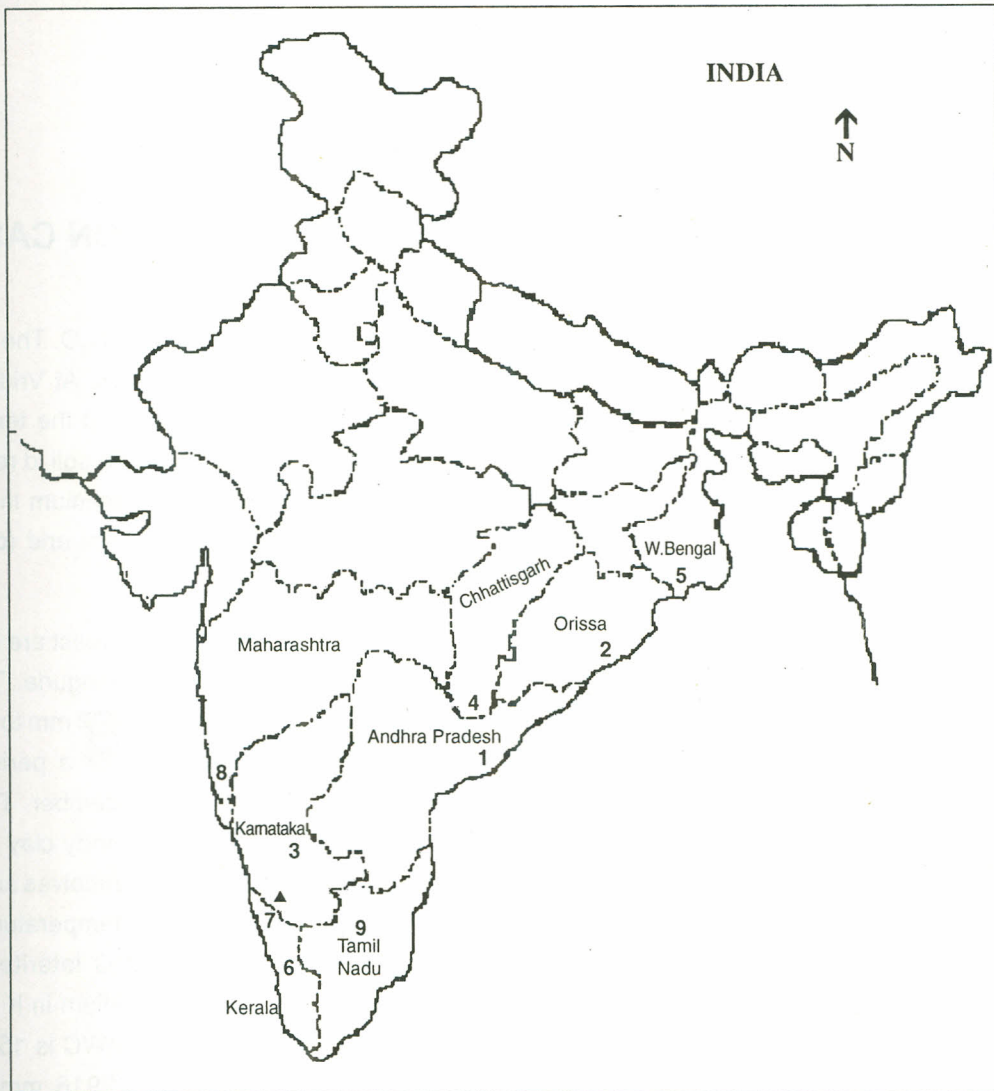 INDIA
N
W.Bengal
5
Chhattisgarh
Orissa
2
Maharashtra
4
Andhra Pradesh
1
8
Karnataka
3
7
9
Tamil
Nadu
6
Kerala